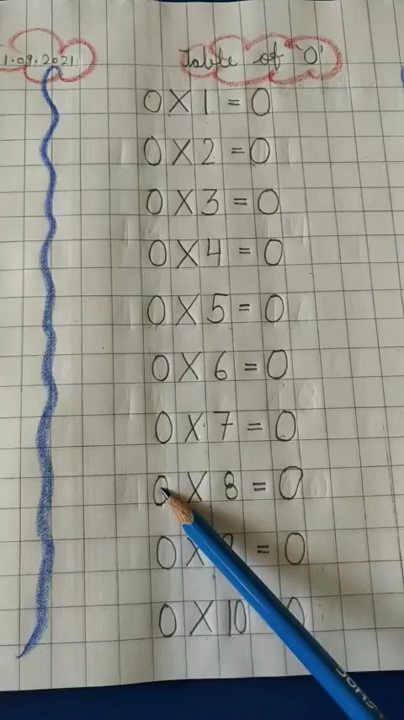 1.09.2021
Table of '0'
0 X 1 = 0
0 X 2 = 0
0 X 3 = 0
0 X 4 = 0
0 X 5 = 0
0 X 6 = 0
0 X 7 = 0
0 X 8 = 0
0 X = 0
0 X 10 0